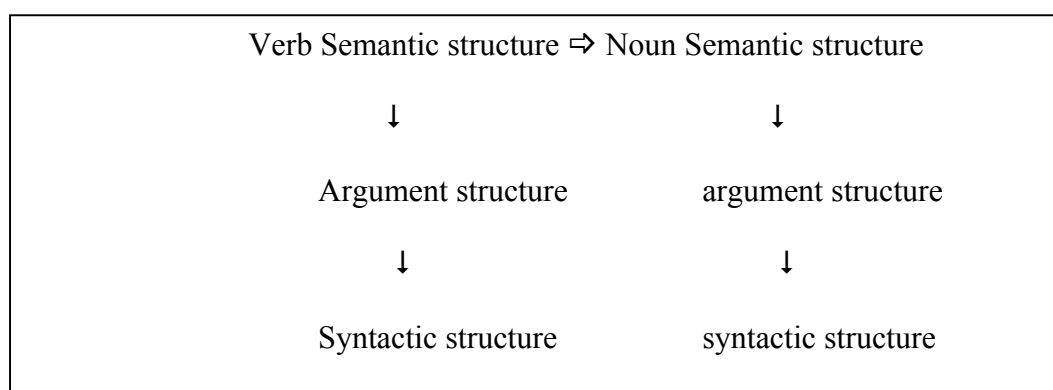 Verb Semantic structure ⇨ Noun Semantic structure
↓ ↓
Argument structure argument structure
↓ ↓
Syntactic structure syntactic structure